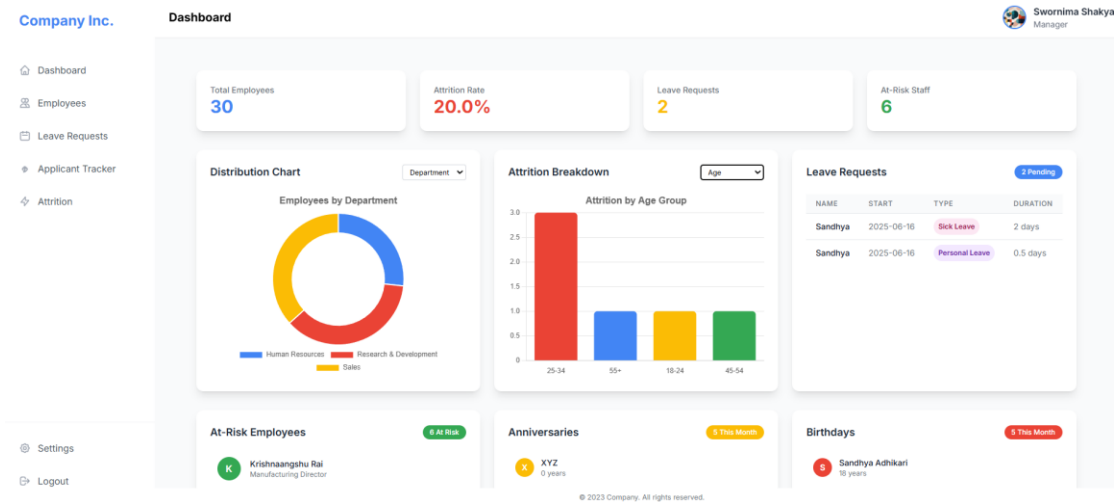 Company Inc.
Dashboard
Swornima Shakya
Manager
Dashboard
Employees
Leave Requests
Applicant Tracker
Attrition
Settings
Logout
Total Employees
30
Attrition Rate
20.0%
Leave Requests
2
At-Risk Staff
6
Distribution Chart
Department
Employees by Department
Human Resources
Research & Development
Sales
Attrition Breakdown
Age
Attrition by Age Group
3.0
2.5
2.0
1.5
1.0
0.5
0
25-34 55+ 18-24 45-54
Leave Requests
2 Pending
NAME START TYPE DURATION
Sandhya 2025-06-16 Sick Leave 2 days
Sandhya 2025-06-16 Personal Leave 0.5 days
At-Risk Employees
6 At Risk
K
Krishnaangshu Rai
Manufacturing Director
Anniversaries
5 This Month
X
XYZ
0 years
Birthdays
5 This Month
S
Sandhya Adhikari
18 years
© 2023 Company. All rights reserved.